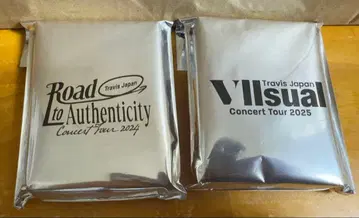 Road
Travis Japan
to Authenticity
Concert Tour 2024
Travis Japan
VIIsual
Concert Tour 2025